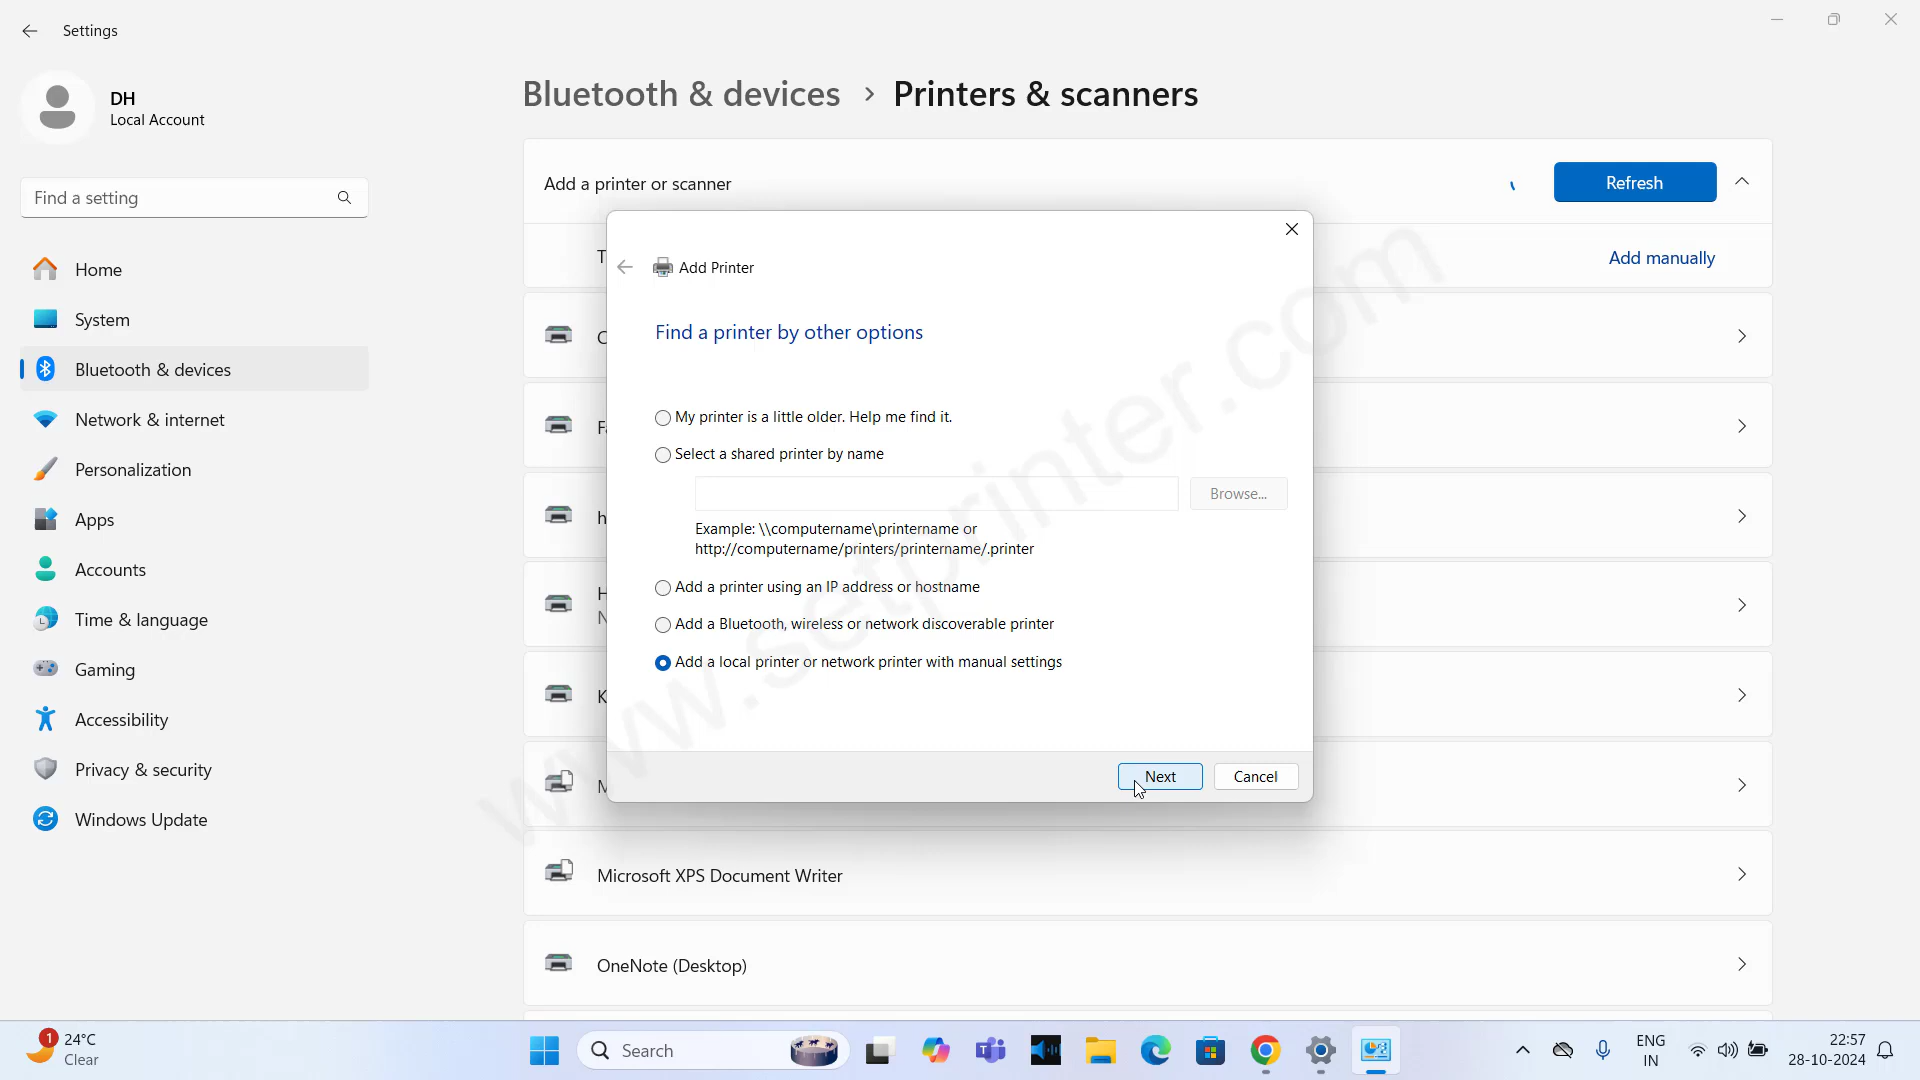 Settings
DH
Local Account
Find a setting
Home
System
Bluetooth & devices
Network & internet
Personalization
Apps
Accounts
Time & language
Gaming
Accessibility
Privacy & security
Windows Update
Bluetooth & devices > Printers & scanners
Add a printer or scanner
Refresh
T
Add manually
Add Printer
Find a printer by other options
My printer is a little older. Help me find it.
Select a shared printer by name
Browse...
Example: \\computername\printername or
http://computername/printers/printername/.printer
Add a printer using an IP address or hostname
Add a Bluetooth, wireless or network discoverable printer
Add a local printer or network printer with manual settings
Next
Cancel
F
h
H
N
K
M
Microsoft XPS Document Writer
OneNote (Desktop)
www.setprinter.com
1
24°C
Clear
Search
ENG
IN
22:57
28-10-2024